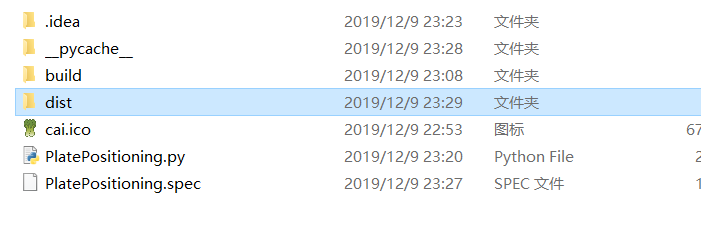 .idea 2019/12/9 23:23 文件夹
__pycache__ 2019/12/9 23:28 文件夹
build 2019/12/9 23:08 文件夹
dist 2019/12/9 23:29 文件夹
cai.ico 2019/12/9 22:53 图标 67
PlatePositioning.py 2019/12/9 23:20 Python File 2
PlatePositioning.spec 2019/12/9 23:27 SPEC 文件 1